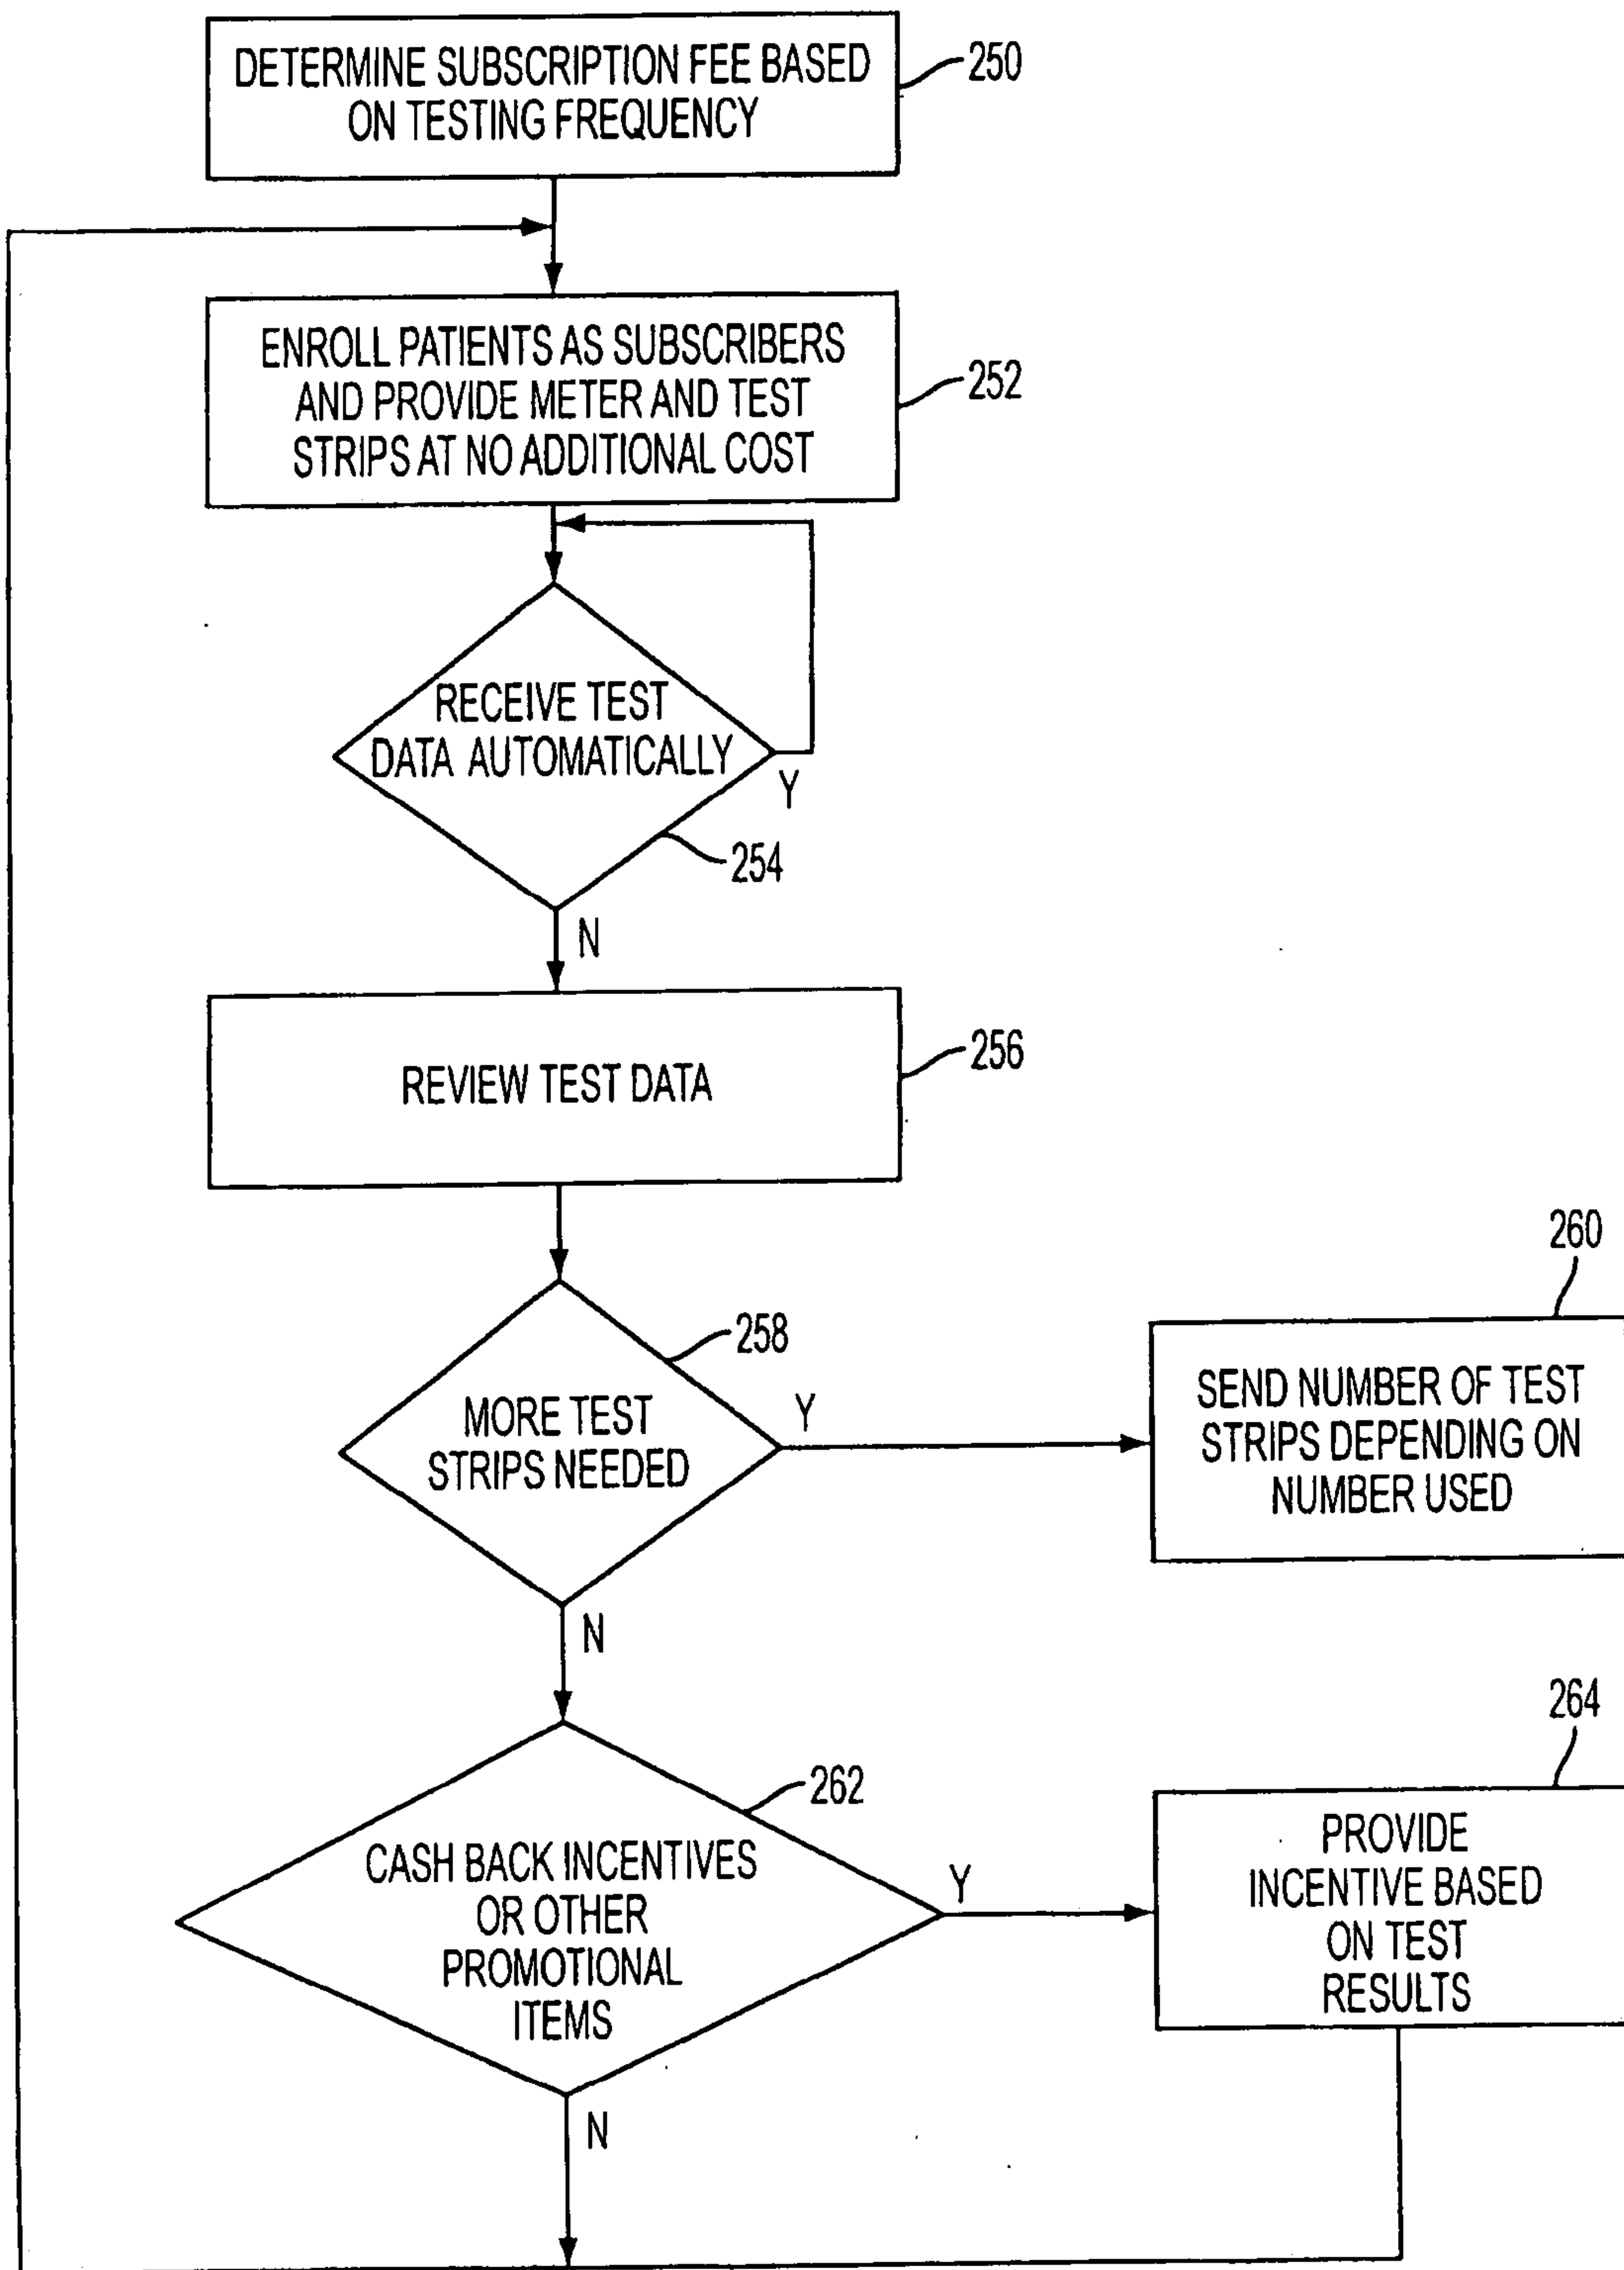 DETERMINE SUBSCRIPTION FEE BASED
ON TESTING FREQUENCY
250
ENROLL PATIENTS AS SUBSCRIBERS
AND PROVIDE METER AND TEST
STRIPS AT NO ADDITIONAL COST
252
RECEIVE TEST
DATA AUTOMATICALLY
Y
254
N
REVIEW TEST DATA
256
258
MORE TEST
STRIPS NEEDED
Y
260
SEND NUMBER OF TEST
STRIPS DEPENDING ON
NUMBER USED
N
262
CASH BACK INCENTIVES
OR OTHER
PROMOTIONAL
ITEMS
Y
264
PROVIDE
INCENTIVE BASED
ON TEST
RESULTS
N